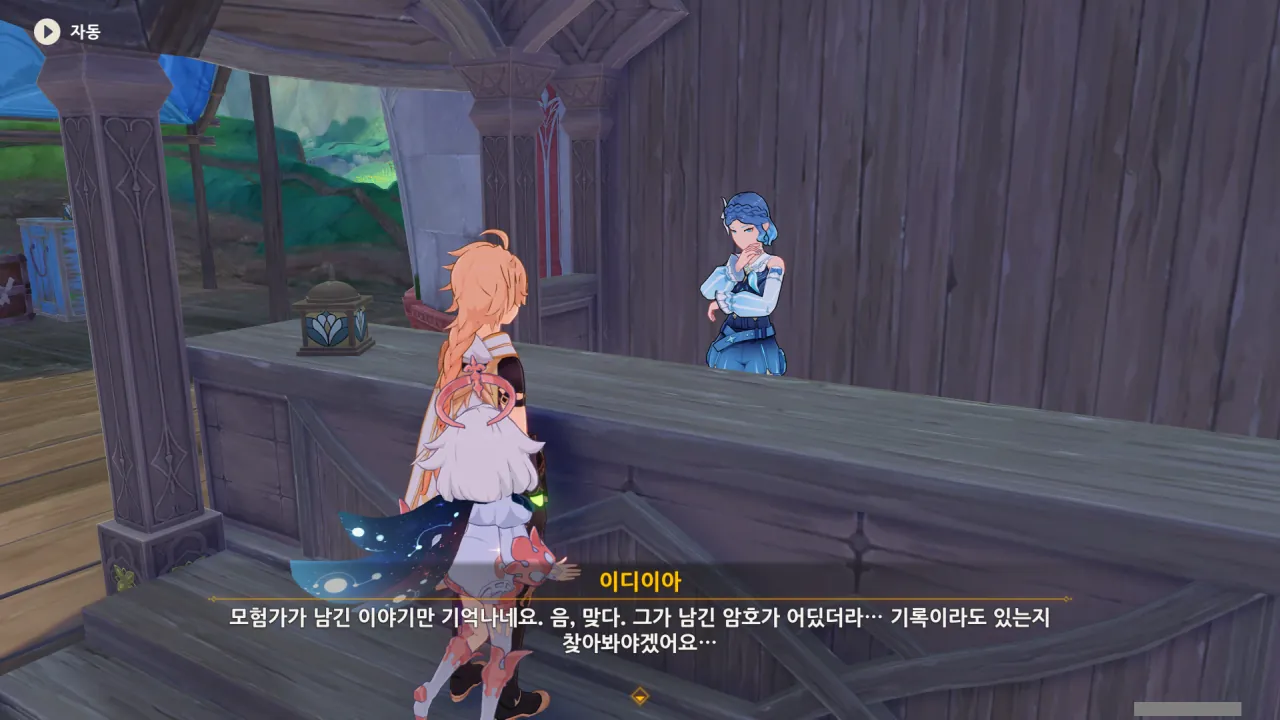 자동
이디이아
모험가가 남긴 이야기만 기억나네요. 음, 맞다. 그가 남긴 암호가 어딨더라… 기록이라도 있는지
찾아봐야겠어요…